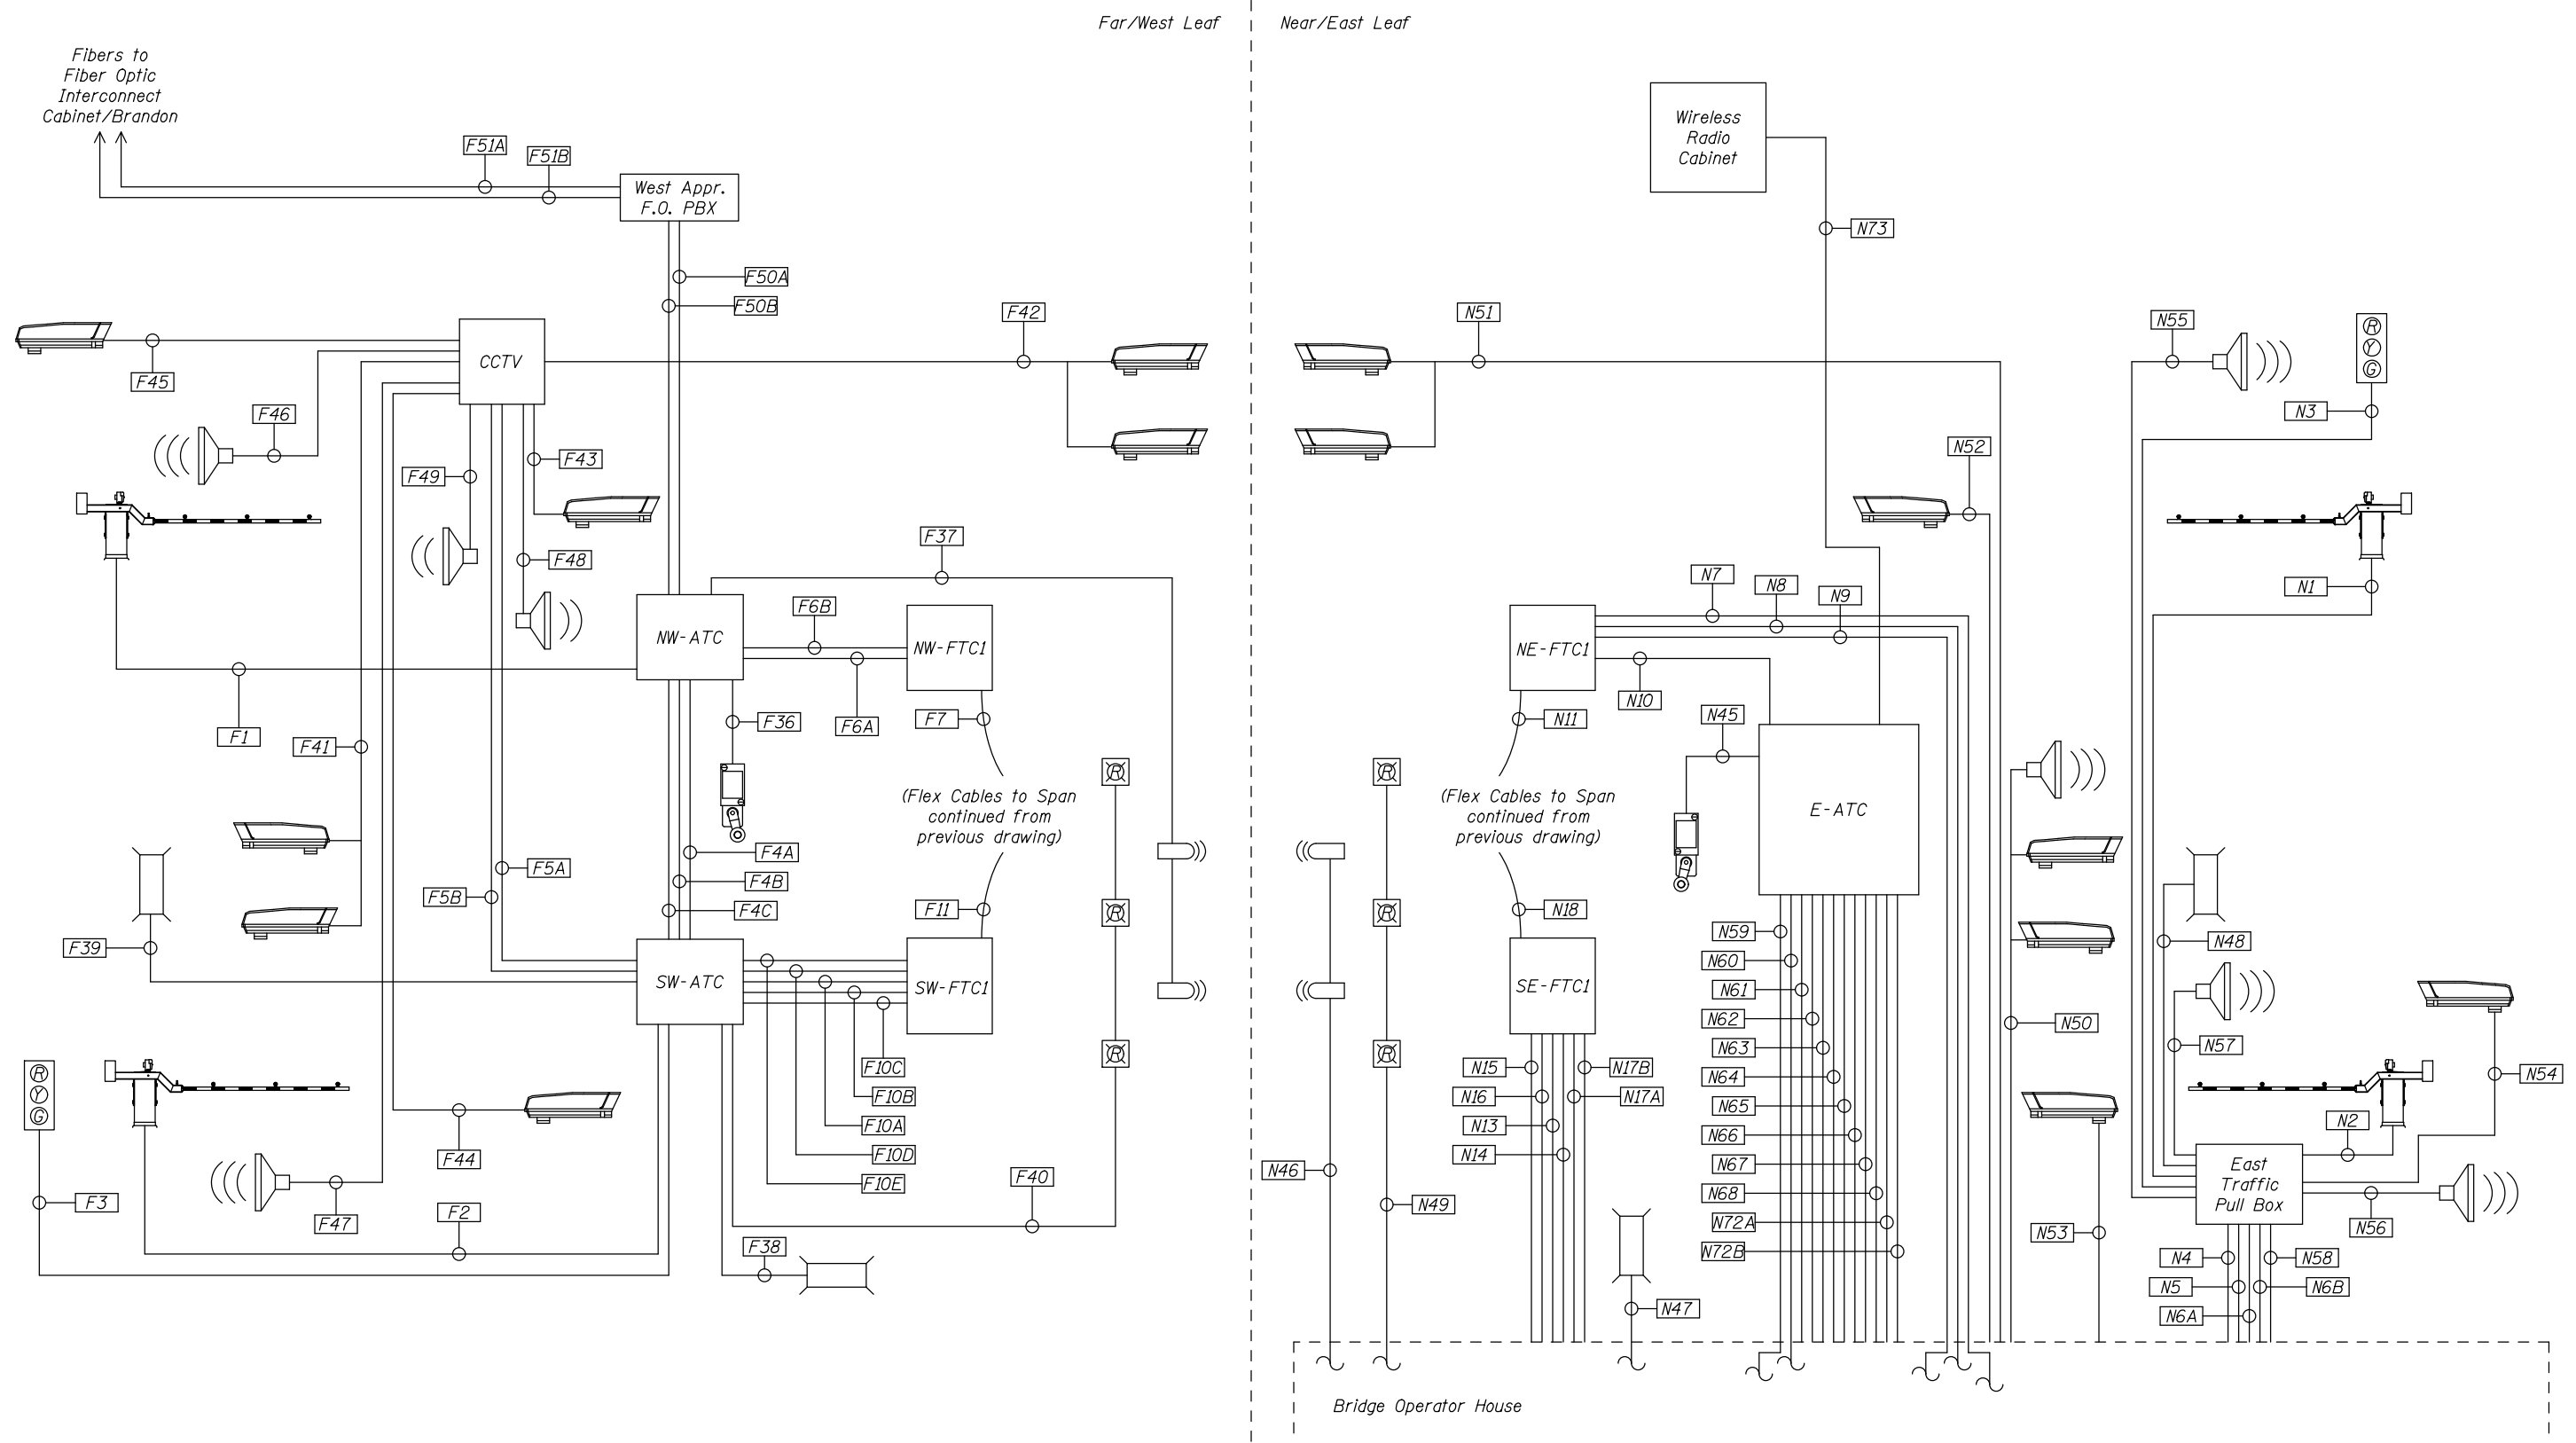 Far/West Leaf
Near/East Leaf
Fibers to
Fiber Optic
Interconnect
Cabinet/Brandon
F51A
F51B
West Appr.
F.O. PBX
F50A
F50B
F45
CCTV
F42
F46
F49
F43
F48
F37
NW-ATC
F6B
NW-FTC1
F6A
F1
F41
F36
F7
(Flex Cables to Span
continued from
previous drawing)
R
R
R
F5A
F5B
F4A
F4B
F4C
F11
F39
SW-ATC
SW-FTC1
F10C
F10B
F10A
F10D
F10E
R
Y
G
F44
F3
F47
F2
F40
F38
Wireless
Radio
Cabinet
N73
N51
N52
N55
R
Y
G
N3
N1
N7
N8
N9
NE-FTC1
N10
N11
N45
(Flex Cables to Span
continued from
previous drawing)
E-ATC
R
R
R
N18
SE-FTC1
N59
N60
N61
N62
N63
N64
N65
N66
N67
N68
N72A
N72B
N15
N16
N13
N14
N17B
N17A
N46
N49
N47
N48
N50
N57
N54
N2
East
Traffic
Pull Box
N56
N53
N4
N5
N6A
N58
N6B
Bridge Operator House